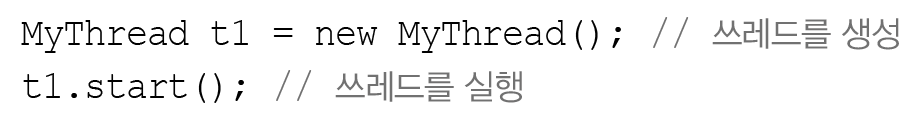 MyThread t1 = new MyThread(); // 쓰레드를 생성
t1.start(); // 쓰레드를 실행